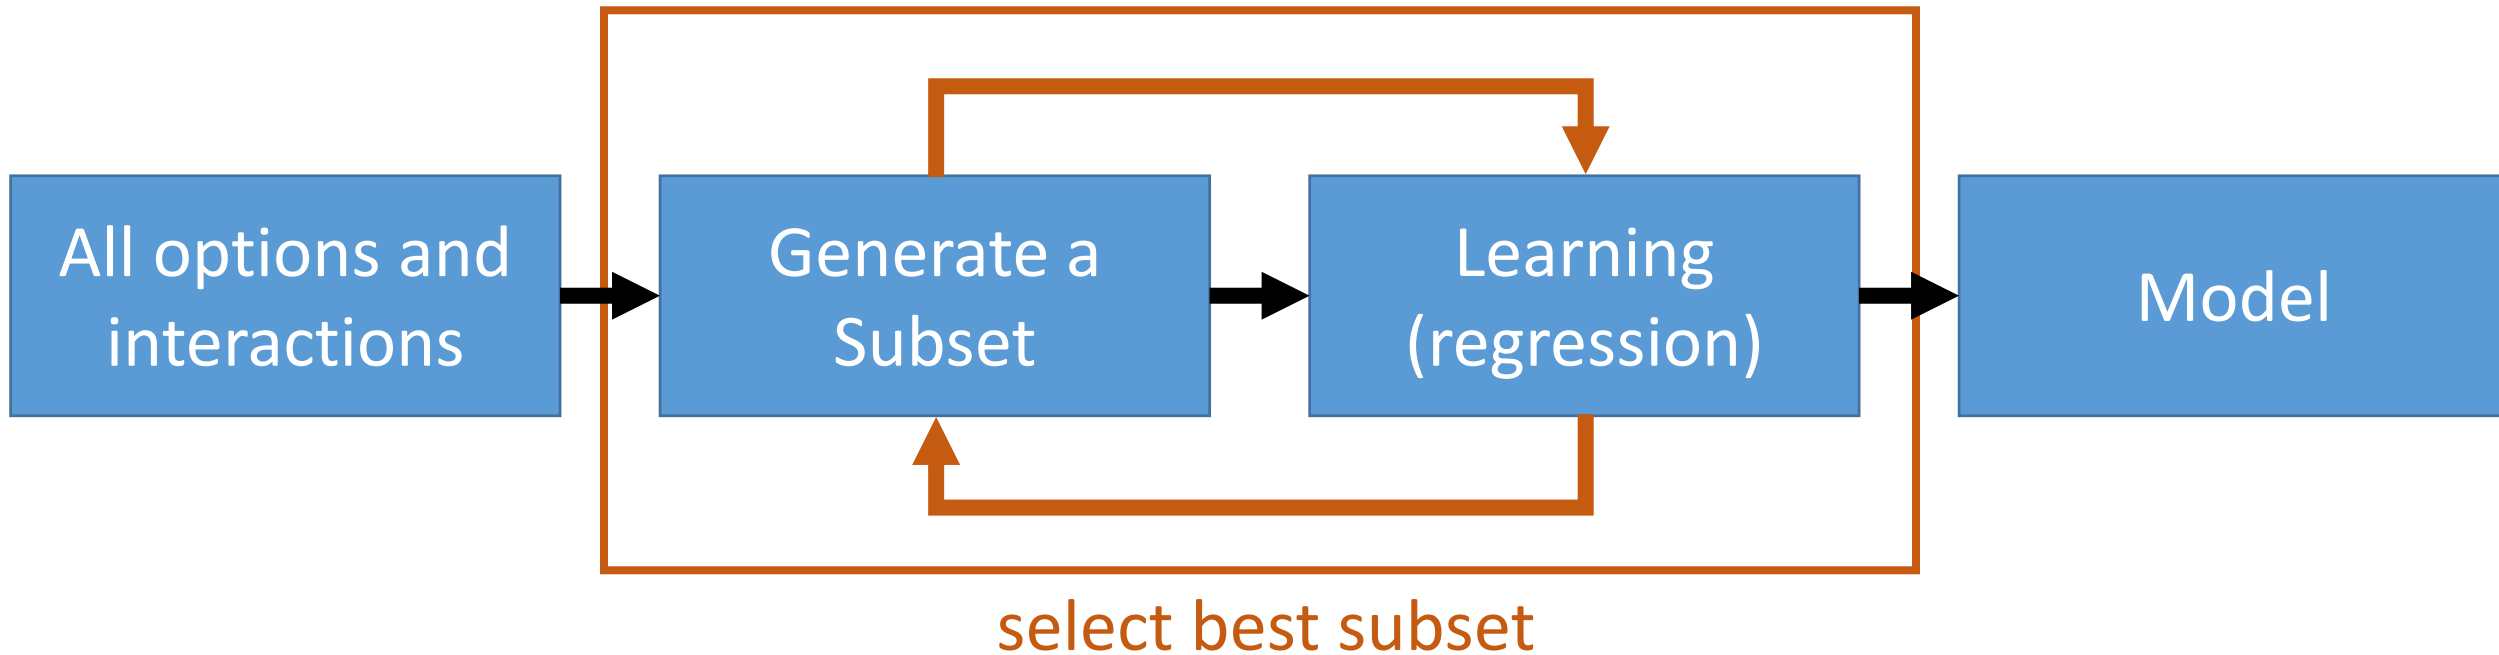 All options and
interactions
Generate a
Subset
Learning
(regression)
Model
select best subset